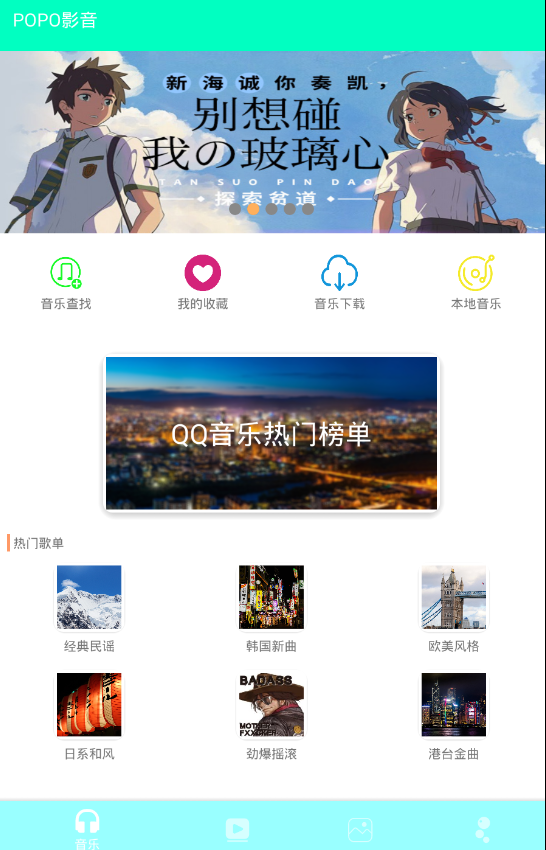 POPO影音
新海诚你奏凯，
别想碰
我の玻璃心
TAN SUO PIN DAO
探索贫道
音乐查找
我的收藏
音乐下载
本地音乐
QQ音乐热门榜单
热门歌单
经典民谣
韩国新曲
欧美风格
BADASS
MOTHER
FXXKER
日系和风
劲爆摇滚
港台金曲
音乐